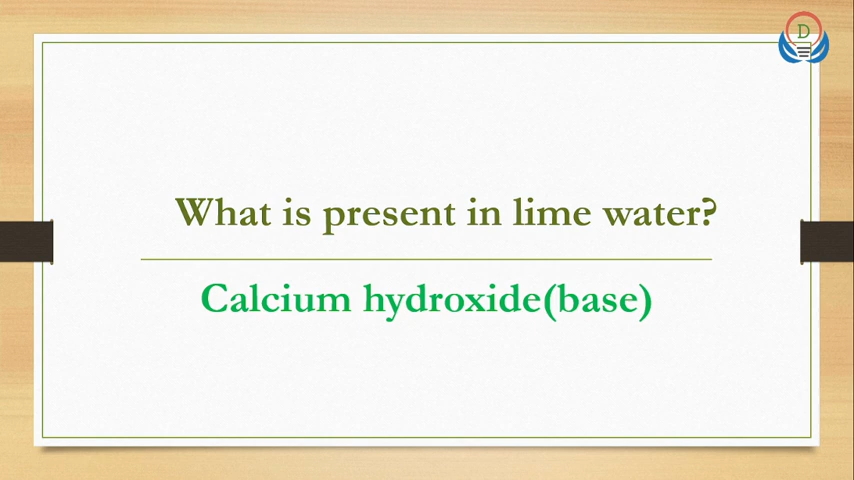 D
What is present in lime water?
Calcium hydroxide(base)